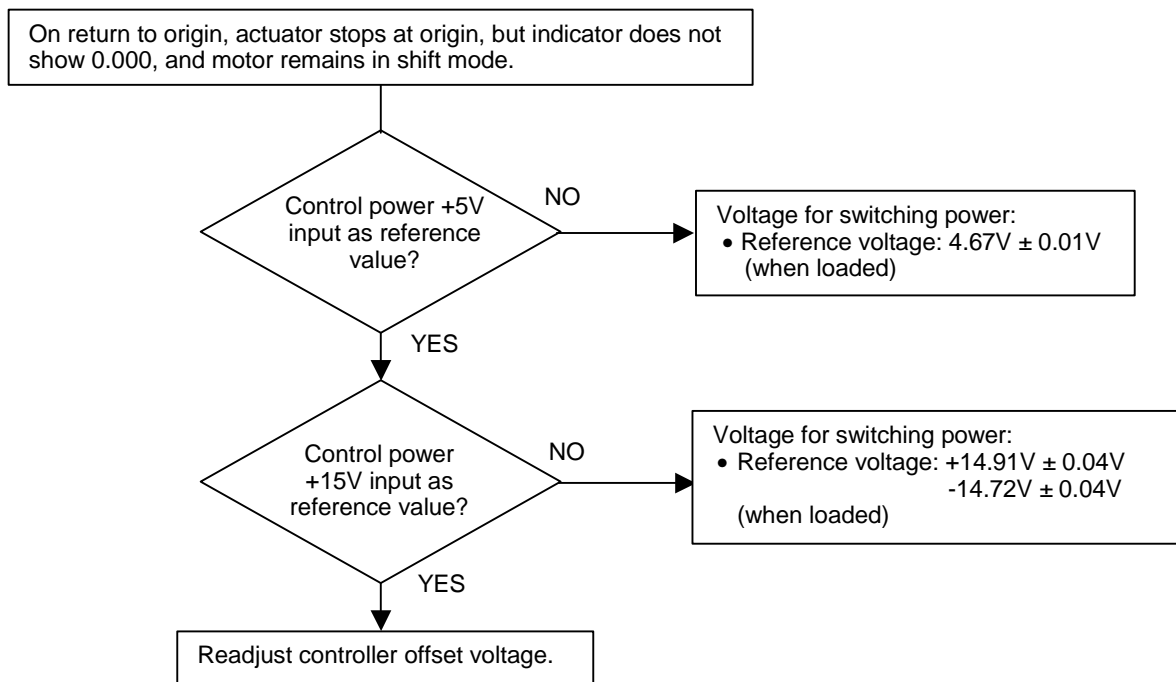 On return to origin, actuator stops at origin, but indicator does not
show 0.000, and motor remains in shift mode.
Control power +5V
input as reference
value?
NO
Voltage for switching power:
• Reference voltage: 4.67V ± 0.01V
(when loaded)
YES
Control power
+15V input as
reference value?
NO
Voltage for switching power:
• Reference voltage: +14.91V ± 0.04V
-14.72V ± 0.04V
(when loaded)
YES
Readjust controller offset voltage.